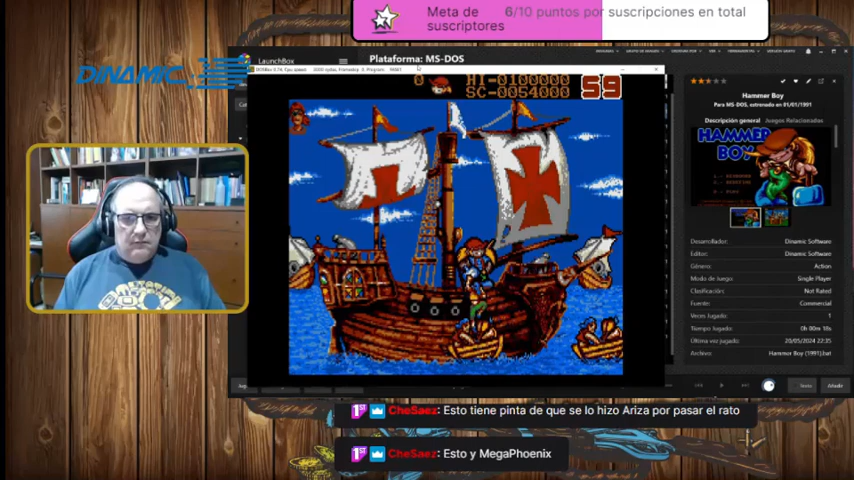 Meta de
suscriptores
6/10 puntos por suscripciones en total
DINAMIC
LaunchBox
Plataforma: MS-DOS
0
HI-0100000
SC-0054000
59
Hammer Boy
Para MS-DOS, estrenado en 01/01/1991
Descripción general Juegos Relacionados
HAMMER
BOY
Desarrollador: Dinamic Software
Editor: Dinamic Software
Género: Action
Modo de Juego: Single Player
Clasificación: Not Rated
Fuente: Commercial
Veces Jugado: 1
Tiempo Jugado: 0h 00m 18s
Última vez jugado: 20/05/2024 22:35
Archivo: Hammer Boy (1991).bat
Añadir
1ST CheSaez: Esto tiene pinta de que se lo hizo Ariza por pasar el rato
1ST CheSaez: Esto y MegaPhoenix